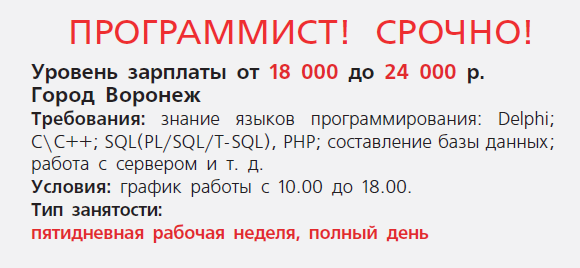 ПРОГРАММИСТ! СРОЧНО!
Уровень зарплаты от 18 000 до 24 000 р.
Город Воронеж
Требования: знание языков программирования: Delphi;
C\C++; SQL(PL/SQL/T-SQL), PHP; составление базы данных;
работа с сервером и т. д.
Условия: график работы с 10.00 до 18.00.
Тип занятости:
пятидневная рабочая неделя, полный день